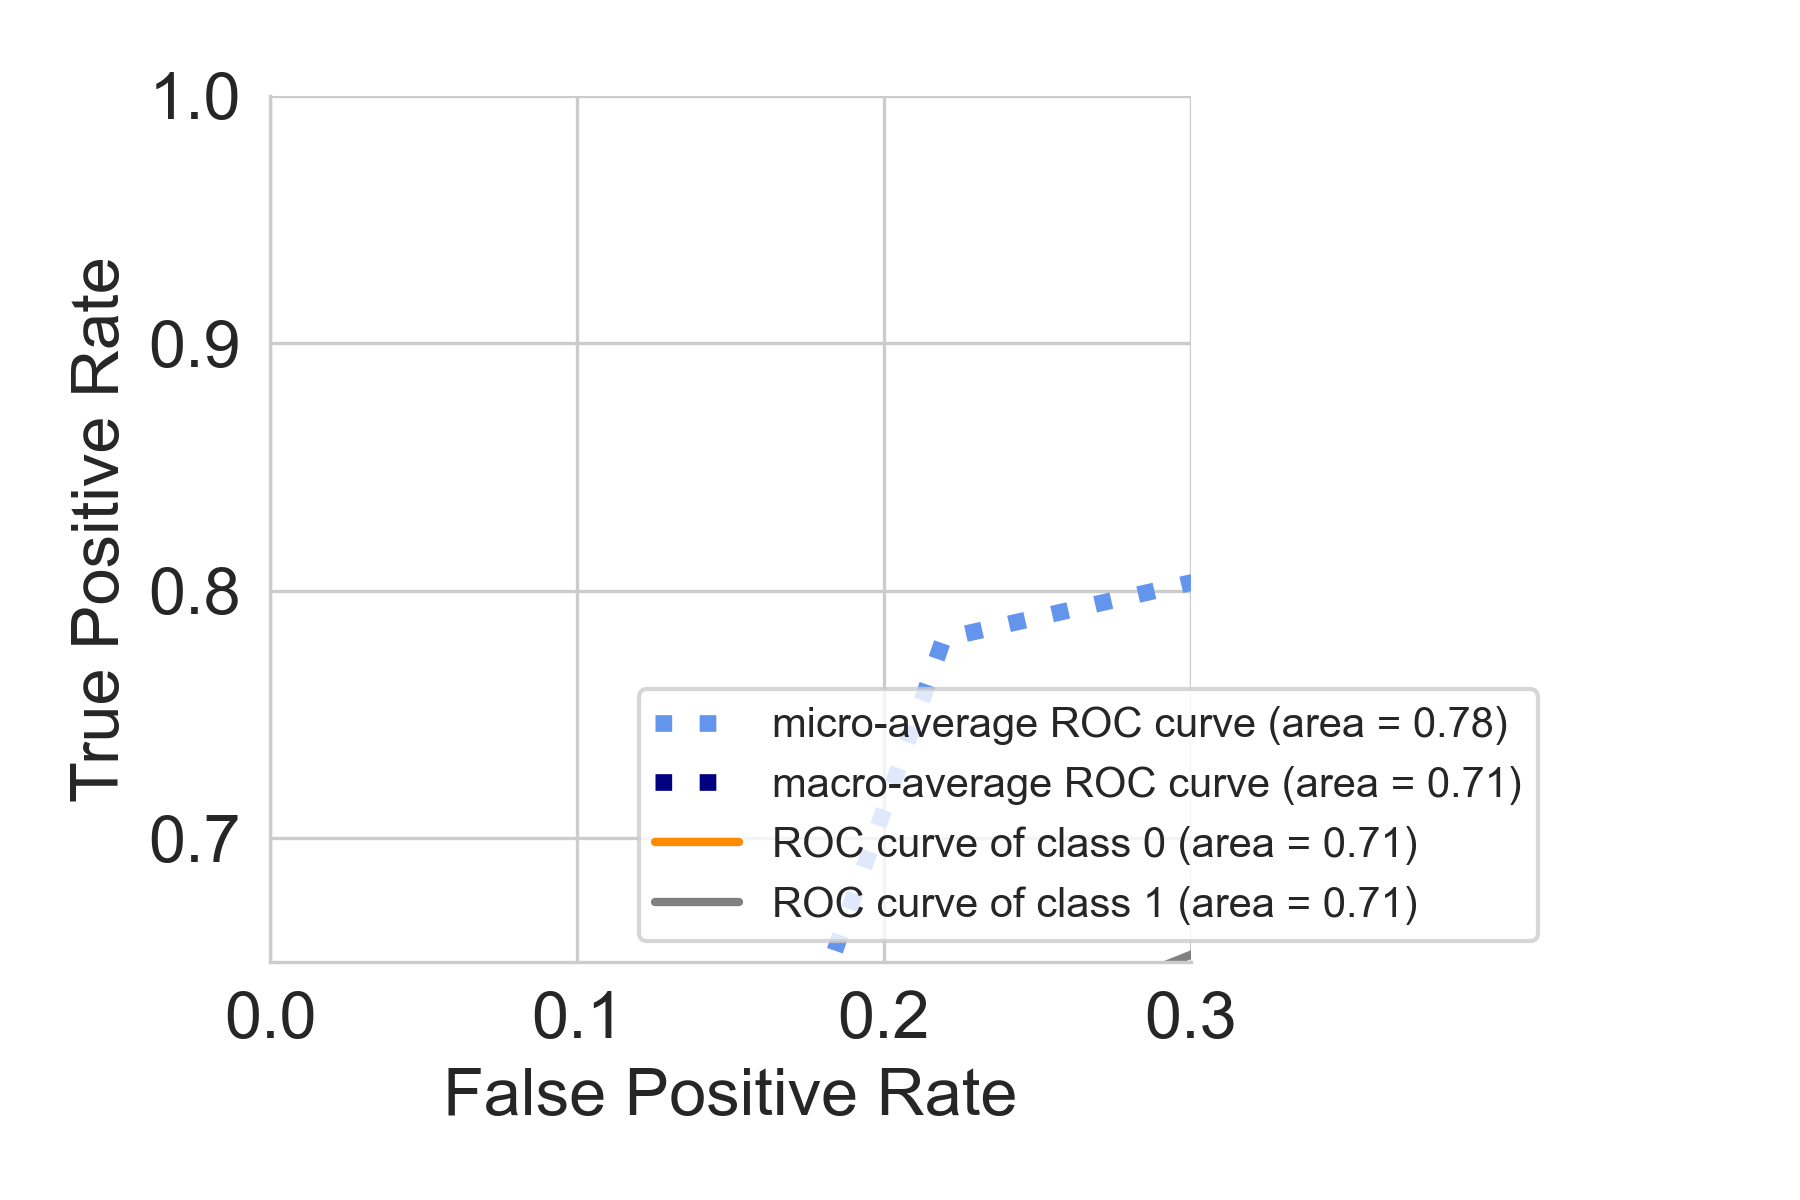 1.0
0.9
0.8
0.7
True Positive Rate
micro-average ROC curve (area = 0.78)
macro-average ROC curve (area = 0.71)
ROC curve of class 0 (area = 0.71)
ROC curve of class 1 (area = 0.71)
0.0 0.1 0.2 0.3
False Positive Rate